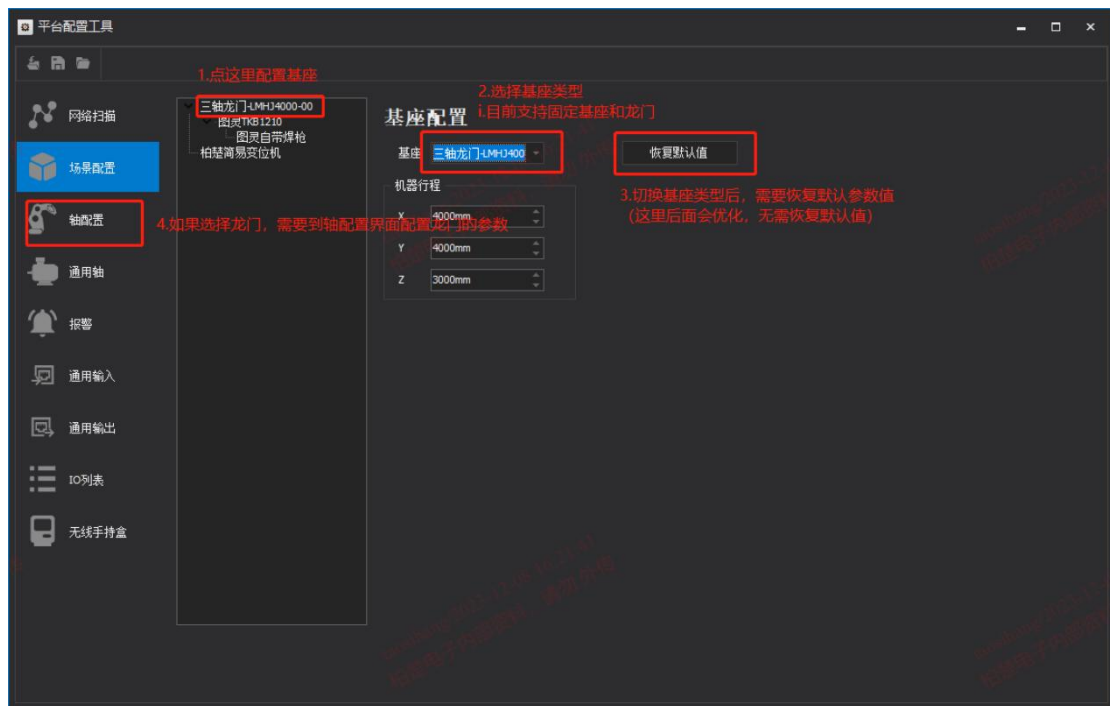 平台配置工具
1.点这里配置基座
2.选择基座类型
i.目前支持固定基座和龙门
网络扫描
三轴龙门-LMHJ4000-00
图灵TKB1210
图灵自带焊枪
柏楚简易变位机
基座配置
基座 三轴龙门-LMHJ400
恢复默认值
场景配置
机器行程
3.切换基座类型后，需要恢复默认参数值
(这里后面会优化，无需恢复默认值)
轴配置
4.如果选择龙门，需要到轴配置界面配置龙门的参数
X 4000mm
Y 4000mm
Z 3000mm
通用轴
报警
通用输入
通用输出
IO列表
无线手持盒